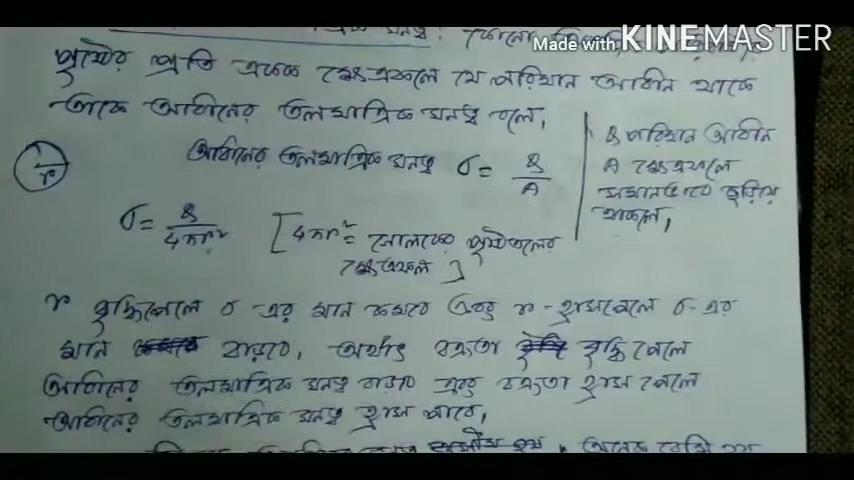 Made with KINEMASTER
পৃষ্ঠের প্রতি একক ক্ষেত্রফলে যে পরিমান আধান থাকে
তাকে আধানের তলমাত্রিক ঘনত্ব বলে,
আধানের তলমাত্রিক ঘনত্ব σ = Q/A
Q পরিমান আধান
A ক্ষেত্রফলে
সমানভাবে ছড়িয়ে
থাকলে,
r
σ = Q/4πr² [4πr² = গোলকের পৃষ্ঠতলের
ক্ষেত্রফল]
r বৃদ্ধিপেলে σ-এর মান কমবে এবং r-হ্রাসপেলে σ-এর
মান বাড়বে, অর্থাৎ বক্রতা বৃদ্ধি পেলে
আধানের তলমাত্রিক ঘনত্ব বাড়বে এবং বক্রতা হ্রাস পেলে
আধানের তলমাত্রিক ঘনত্ব হ্রাস পাবে,